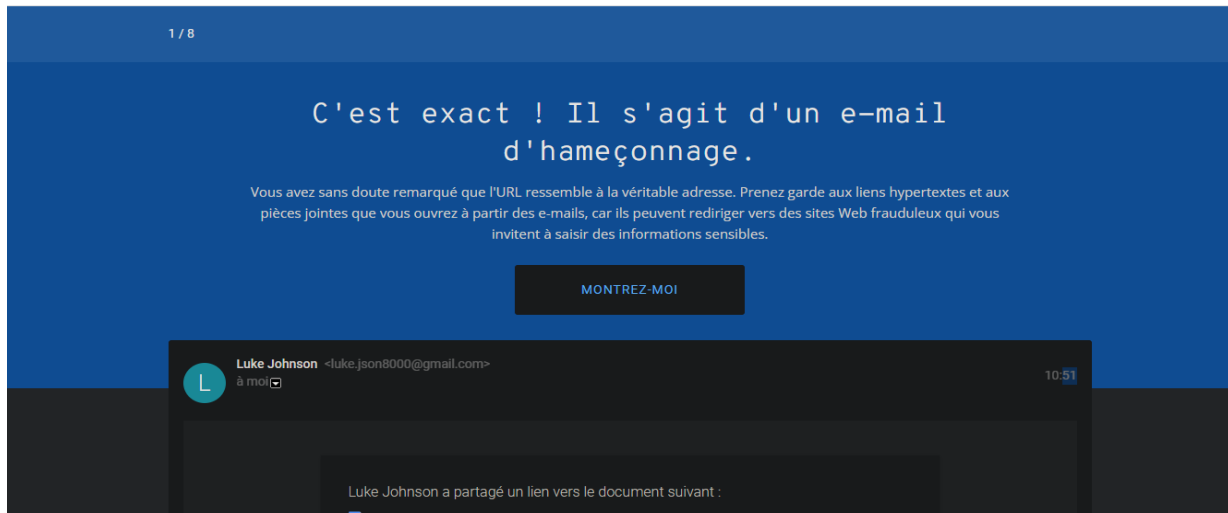 1 / 8
C'est exact ! Il s'agit d'un e-mail
d'hameçonnage.
Vous avez sans doute remarqué que l'URL ressemble à la véritable adresse. Prenez garde aux liens hypertextes et aux
pièces jointes que vous ouvrez à partir des e-mails, car ils peuvent rediriger vers des sites Web frauduleux qui vous
invitent à saisir des informations sensibles.
MONTREZ-MOI
Luke Johnson <luke.json8000@gmail.com>
à moi
10:51
L
Luke Johnson a partagé un lien vers le document suivant :